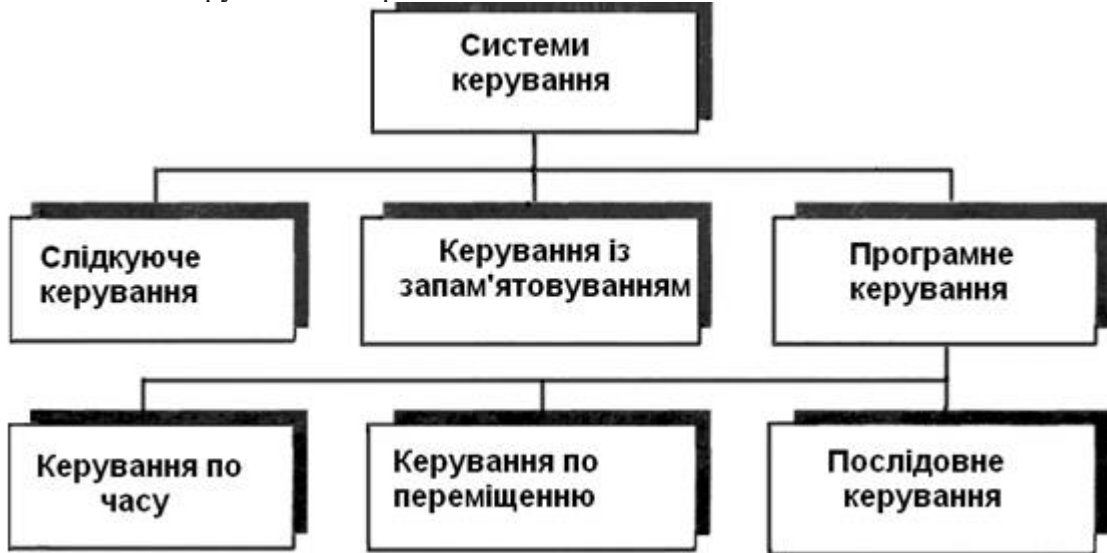 Системи
керування
Слідкуюче
керування
Керування із
запам'ятовуванням
Програмне
керування
Керування по
часу
Керування по
переміщенню
Послідовне
керування